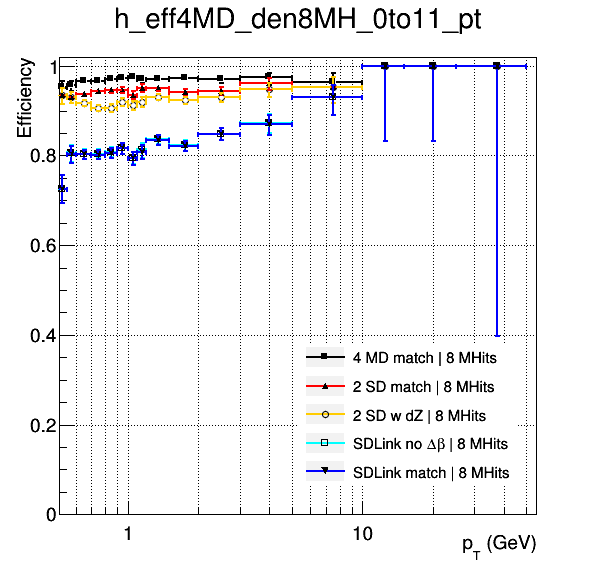 h_eff4MD_den8MH_0to11_pt
Efficiency
1
0.8
0.6
0.4
0.2
0
4 MD match | 8 MHits
2 SD match | 8 MHits
2 SD w dZ | 8 MHits
SDLink no Δβ | 8 MHits
SDLink match | 8 MHits
1 10
p_T (GeV)